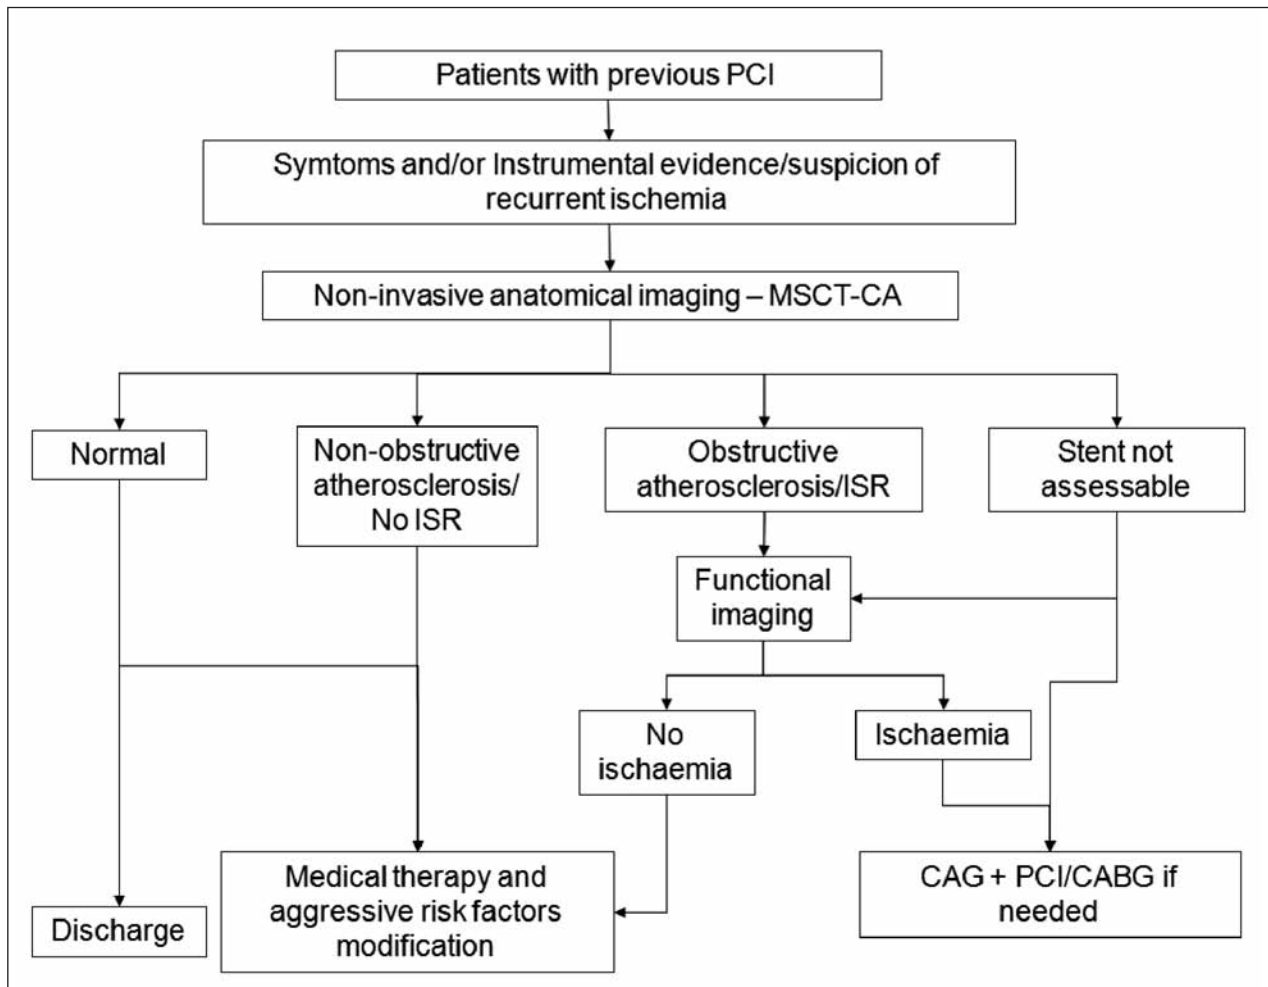 Patients with previous PCI
Symtoms and/or Instrumental evidence/suspicion of
recurrent ischemia
Non-invasive anatomical imaging – MSCT-CA
Normal
Non-obstructive
atherosclerosis/
No ISR
Obstructive
atherosclerosis/ISR
Stent not
assessable
Functional
imaging
No
ischaemia
Ischaemia
Discharge
Medical therapy and
aggressive risk factors
modification
CAG + PCI/CABG if
needed